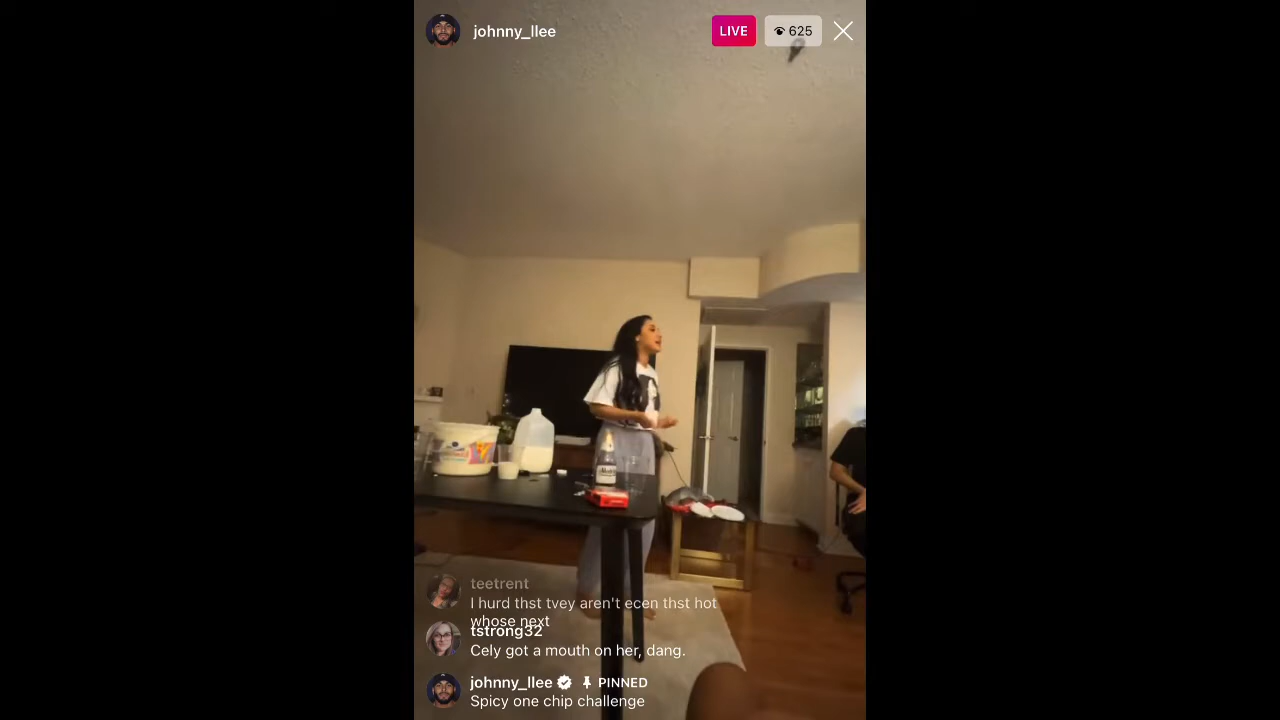 johnny_llee
LIVE
625
teetrent
I hurd thst tvey aren't ecen thst hot
whose next
tstrong32
Cely got a mouth on her, dang.
johnny_llee PINNED
Spicy one chip challenge